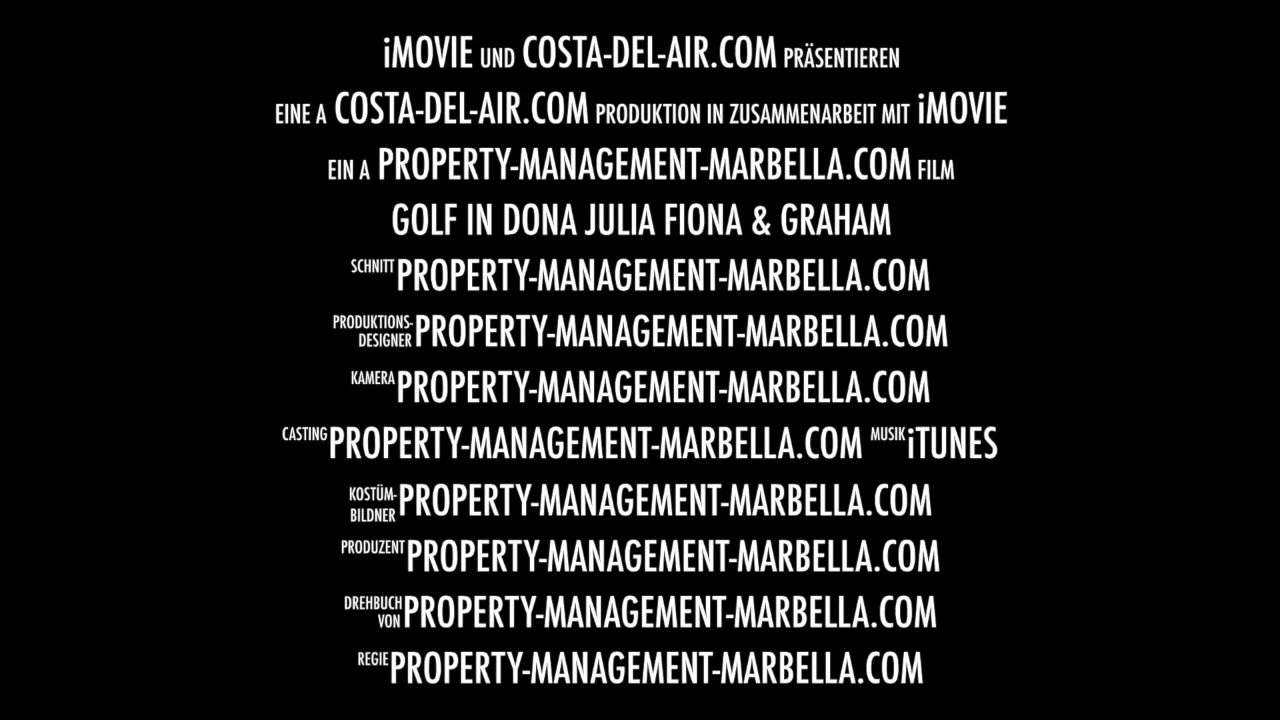 iMOVIE UND COSTA-DEL-AIR.COM PRÄSENTIEREN
EINE A COSTA-DEL-AIR.COM PRODUKTION IN ZUSAMMENARBEIT MIT iMOVIE
EIN A PROPERTY-MANAGEMENT-MARBELLA.COM FILM
GOLF IN DONA JULIA FIONA & GRAHAM
SCHNITT PROPERTY-MANAGEMENT-MARBELLA.COM
PRODUKTIONS-DESIGNER PROPERTY-MANAGEMENT-MARBELLA.COM
KAMERA PROPERTY-MANAGEMENT-MARBELLA.COM
CASTING PROPERTY-MANAGEMENT-MARBELLA.COM MUSIK iTUNES
KOSTÜM-BILDNER PROPERTY-MANAGEMENT-MARBELLA.COM
PRODUZENT PROPERTY-MANAGEMENT-MARBELLA.COM
DREHBUCH VON PROPERTY-MANAGEMENT-MARBELLA.COM
REGIE PROPERTY-MANAGEMENT-MARBELLA.COM